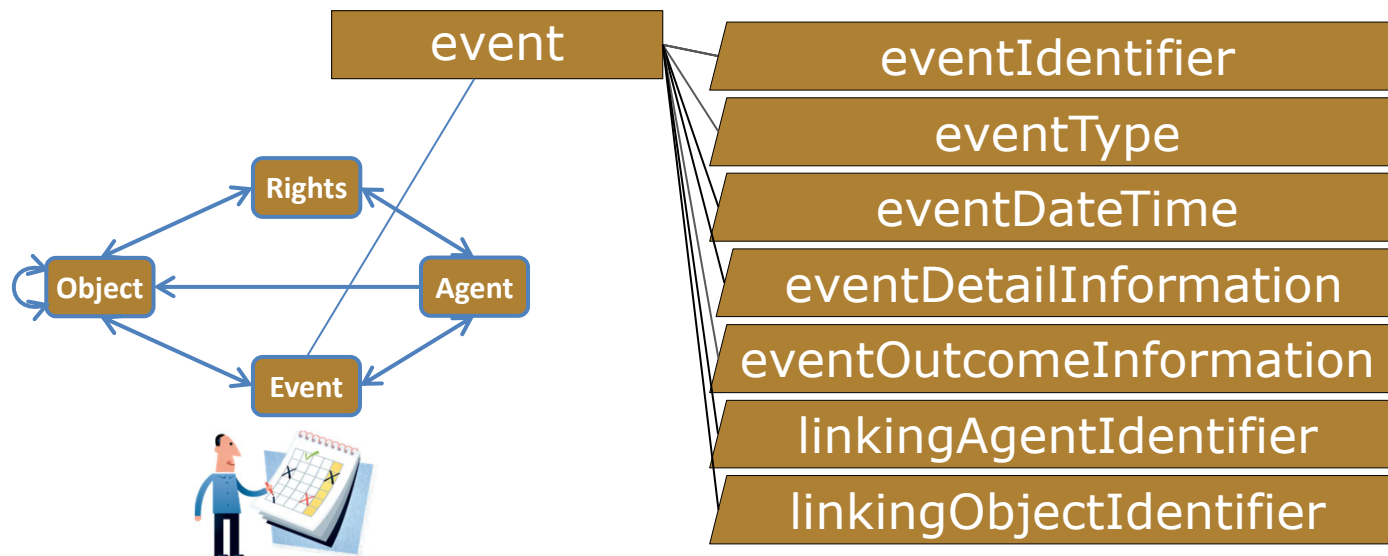 event
eventIdentifier
eventType
eventDateTime
eventDetailInformation
eventOutcomeInformation
linkingAgentIdentifier
linkingObjectIdentifier
Rights
Object
Agent
Event